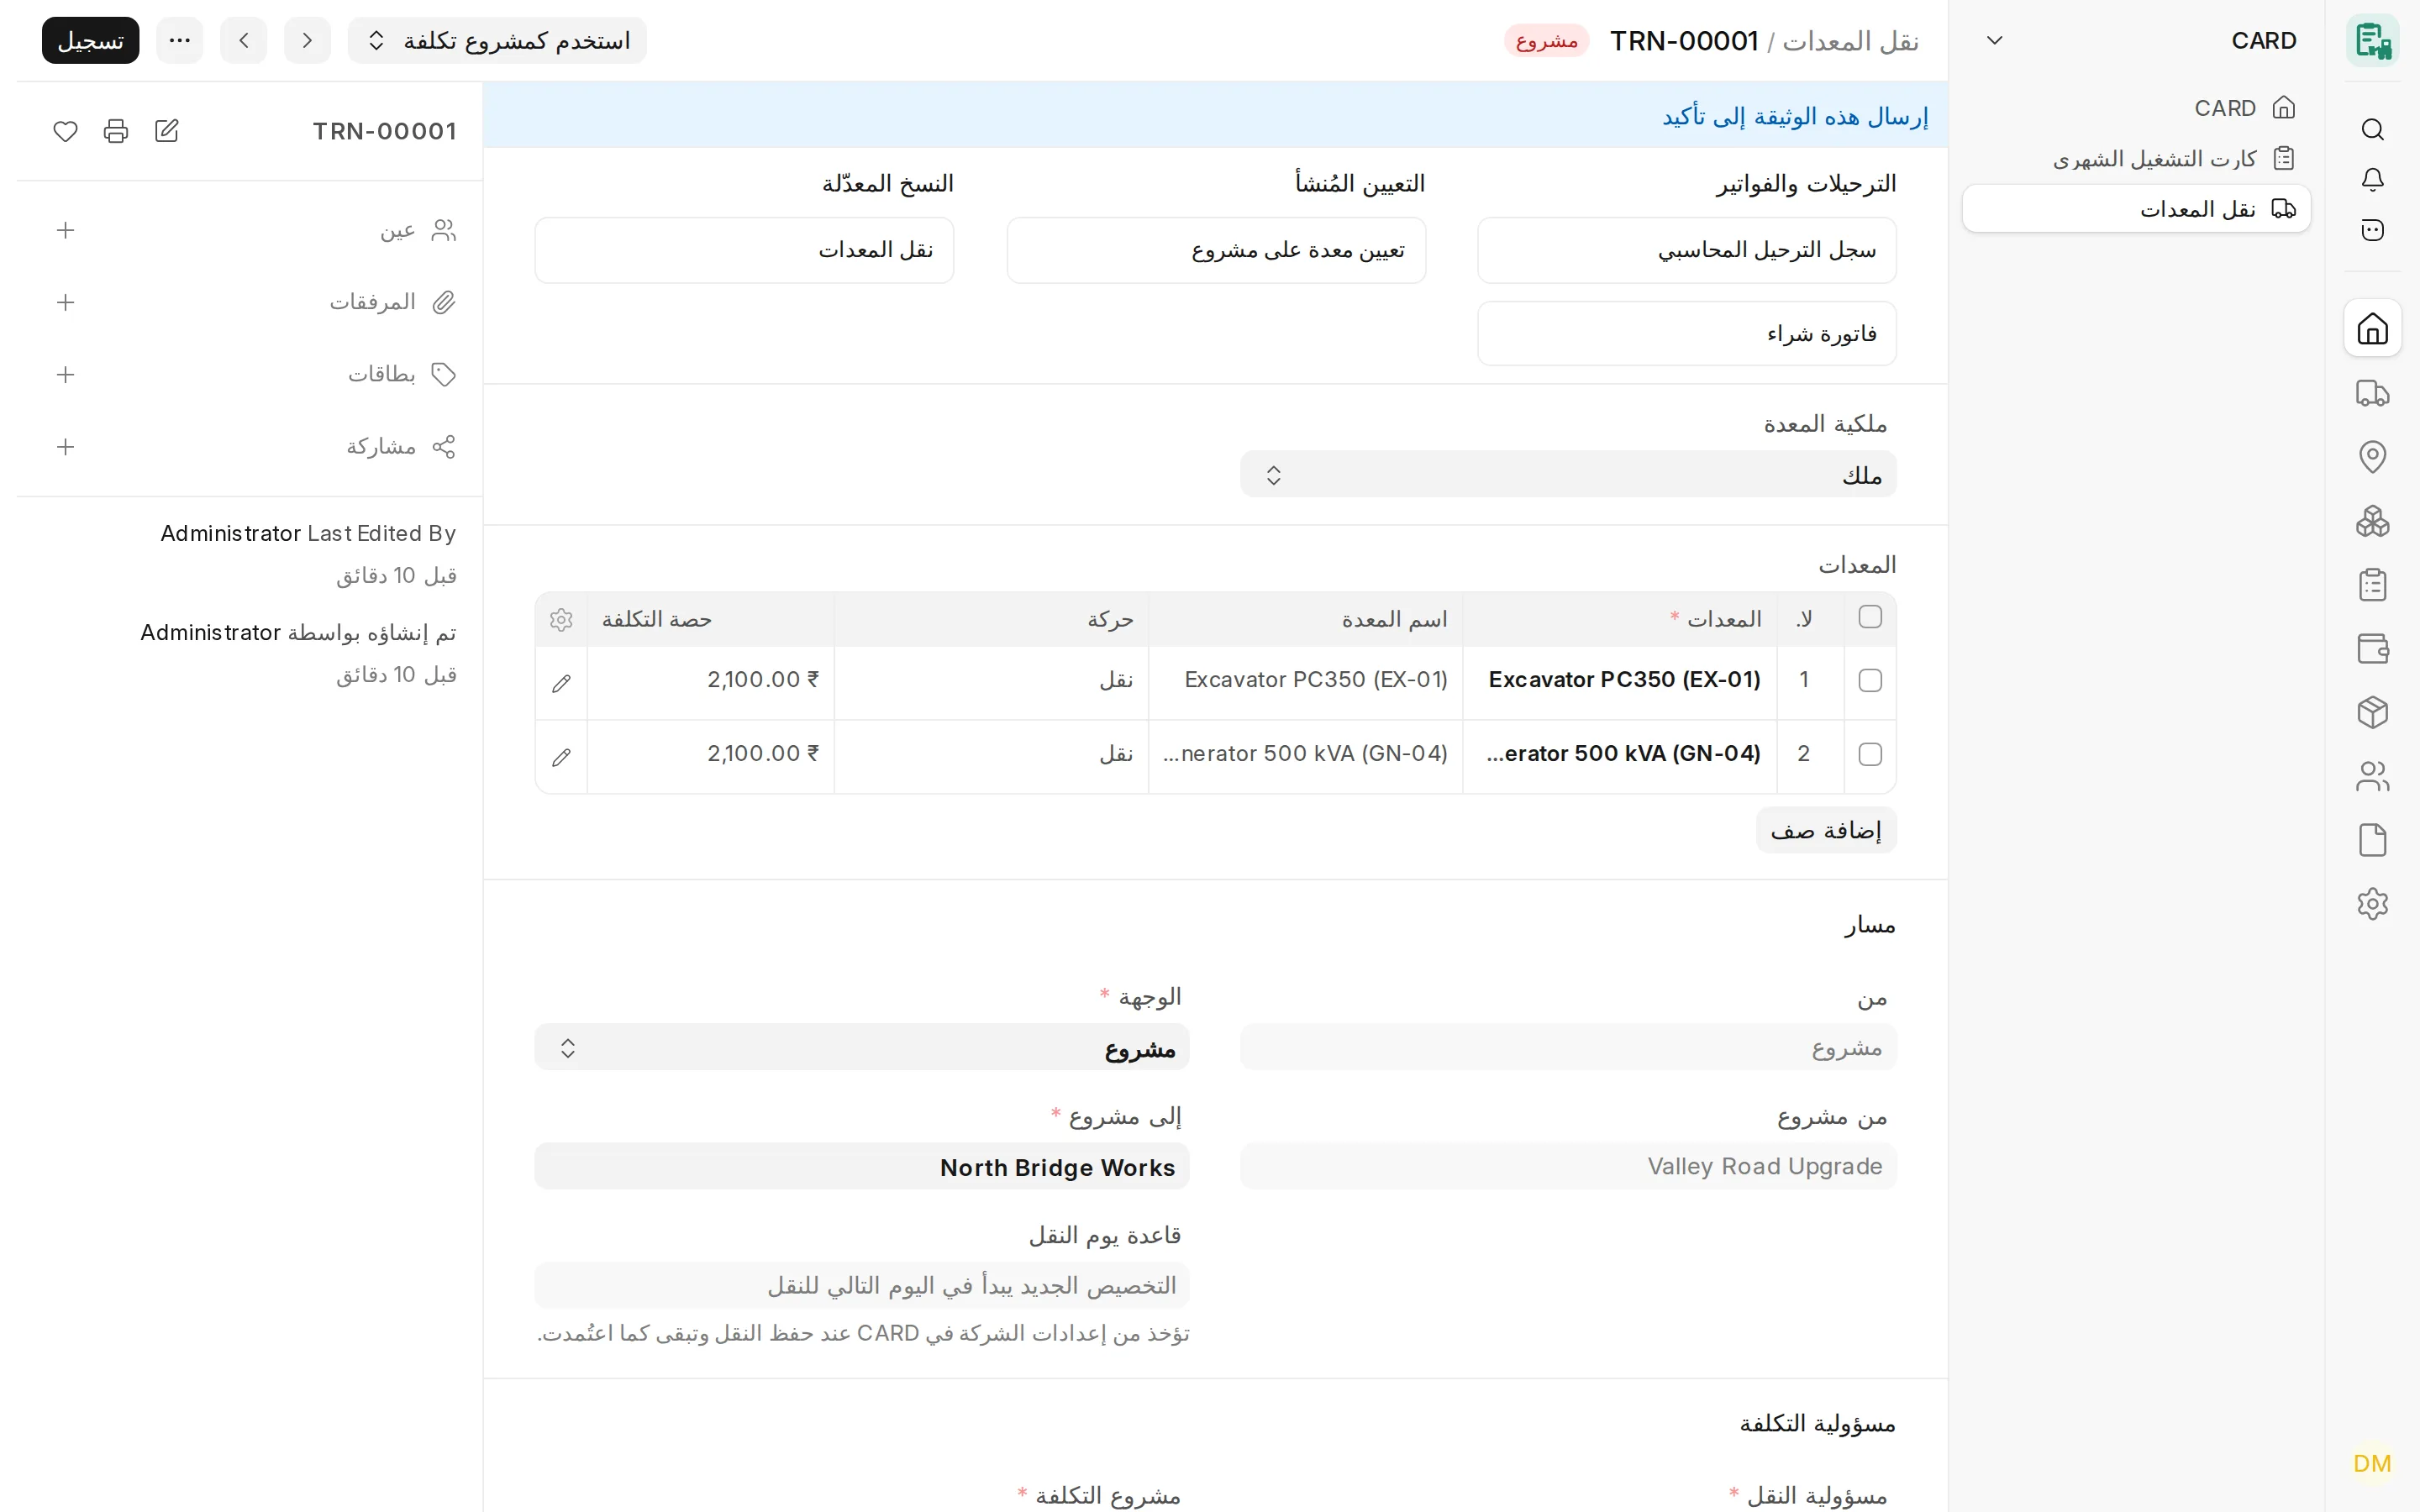 CARD
CARD
كارت التشغيل الشهرى
نقل المعدات
DM
نقل المعدات / TRN-00001 مشروع
استخدم كمشروع تكلفة
تسجيل
إرسال هذه الوثيقة إلى تأكيد
الترحيلات والفواتير
التعيين المُنشأ
النسخ المعدّلة
سجل الترحيل المحاسبي
تعيين معدة على مشروع
نقل المعدات
فاتورة شراء
ملكية المعدة
ملك
المعدات
لا. المعدات * اسم المعدة حركة حصة التكلفة
1 Excavator PC350 (EX-01) Excavator PC350 (EX-01) نقل 2,100.00 ₹
2 ...erator 500 kVA (GN-04) ...nerator 500 kVA (GN-04) نقل 2,100.00 ₹
إضافة صف
مسار
من
الوجهة *
مشروع
مشروع
من مشروع
إلى مشروع *
Valley Road Upgrade
North Bridge Works
قاعدة يوم النقل
التخصيص الجديد يبدأ في اليوم التالي للنقل
تؤخذ من إعدادات الشركة في CARD عند حفظ النقل وتبقى كما اعتُمدت.
مسؤولية التكلفة
مسؤولية النقل *
مشروع التكلفة *
TRN-00001
عين
المرفقات
بطاقات
مشاركة
Administrator Last Edited By
قبل 10 دقائق
تم إنشاؤه بواسطة Administrator
قبل 10 دقائق